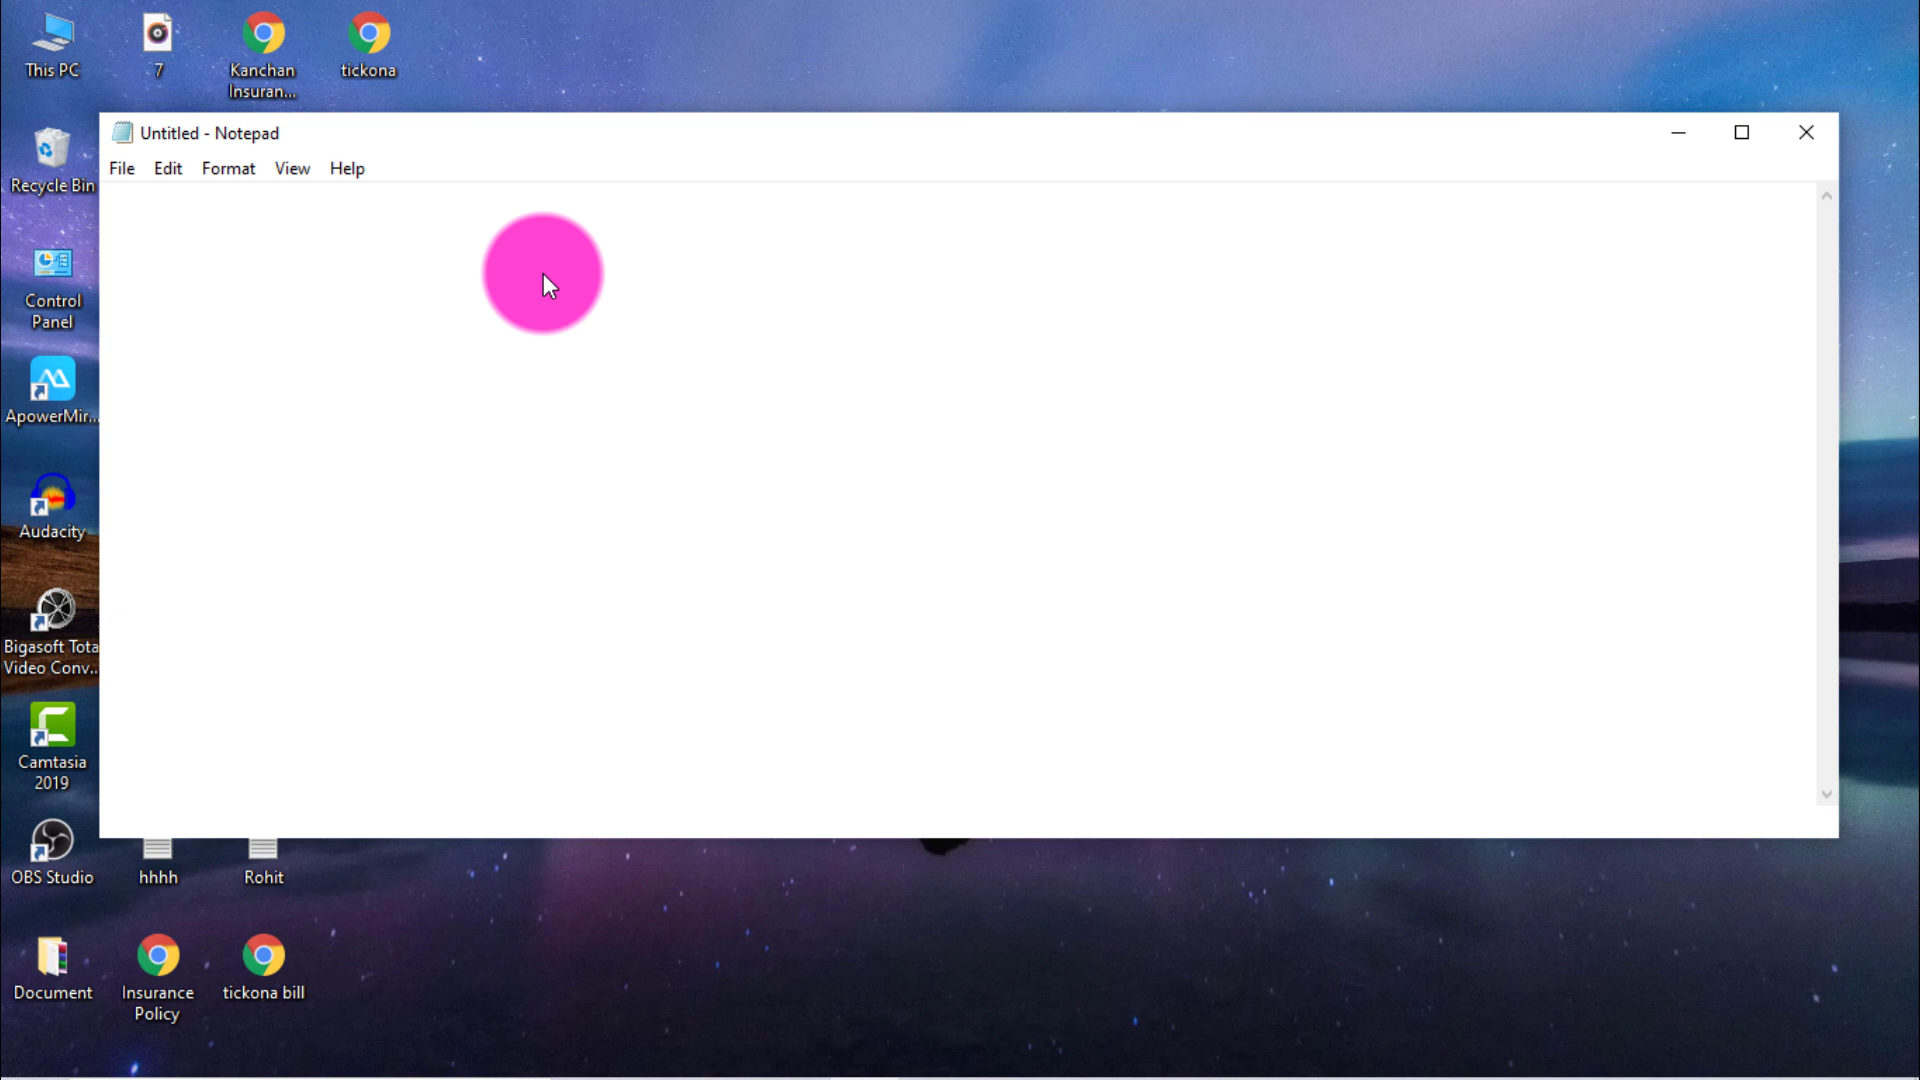 This PC
7
Kanchan
Insuran...
tickona
Untitled - Notepad
File Edit Format View Help
Recycle Bin
Control
Panel
ApowerMir...
Audacity
Bigasoft Tota
Video Conv...
Camtasia
2019
OBS Studio
hhhh
Rohit
Document
Insurance
Policy
tickona bill